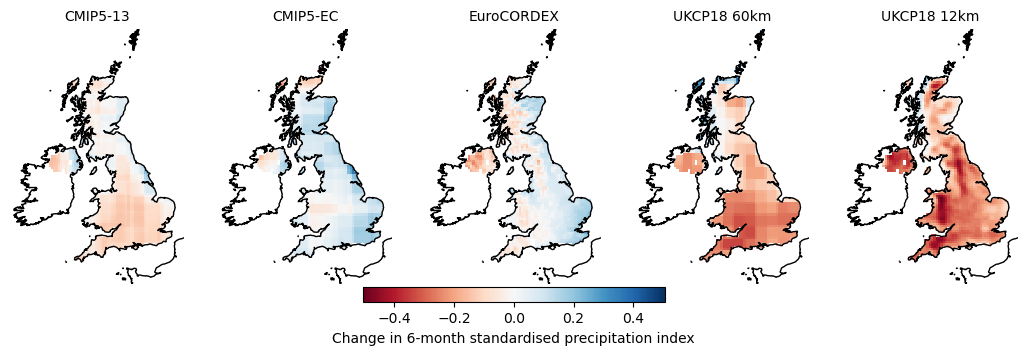 CMIP5-13
CMIP5-EC
EuroCORDEX
UKCP18 60km
UKCP18 12km
−0.4
−0.2
0.0
0.2
0.4
Change in 6-month standardised precipitation index